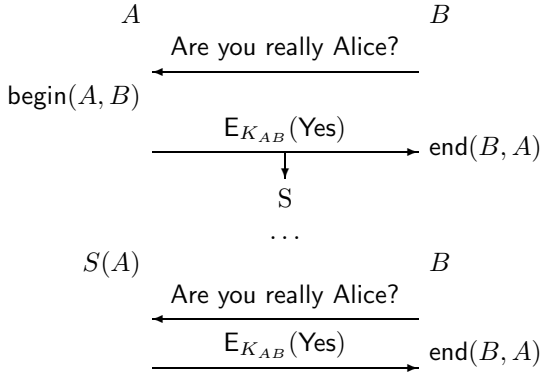 A B
Are you really Alice?
begin(A, B)
E_{K_{AB}}(Yes)
end(B, A)
S
...
S(A) B
Are you really Alice?
E_{K_{AB}}(Yes)
end(B, A)